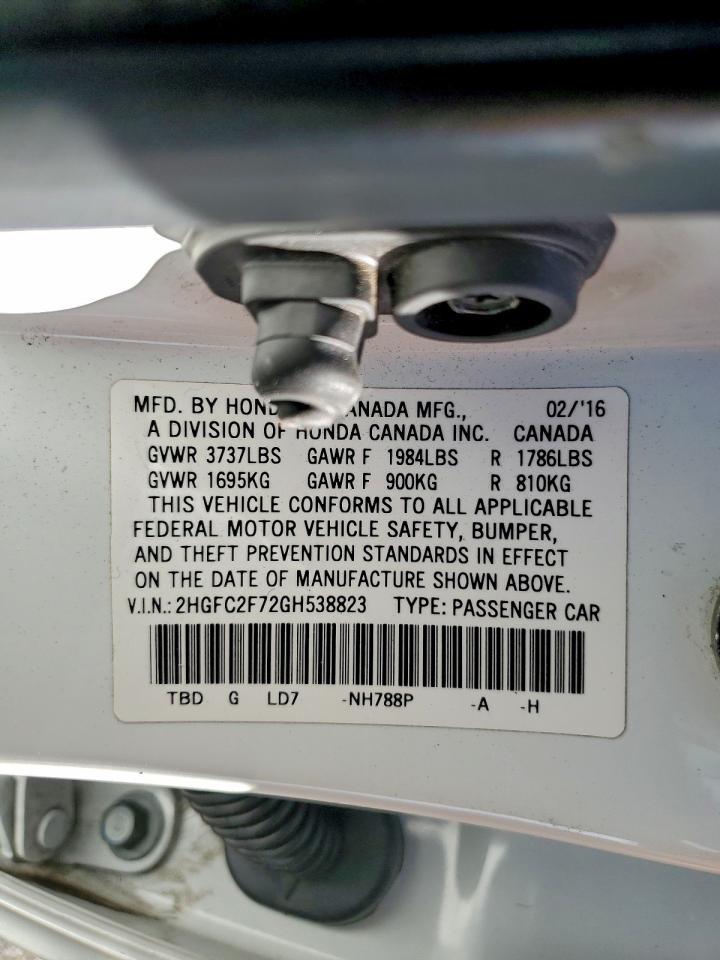 MFD. BY CANADA MFG., 02/'16
A DIVISION OF HONDA CANADA INC. CANADA
GVWR 3737LBS GAWR F 1984LBS R 1786LBS
GVWR 1695KG GAWR F 900KG R 810KG
THIS VEHICLE CONFORMS TO ALL APPLICABLE
FEDERAL MOTOR VEHICLE SAFETY, BUMPER,
AND THEFT PREVENTION STANDARDS IN EFFECT
ON THE DATE OF MANUFACTURE SHOWN ABOVE.
V.I.N.: 2HGFC2F72GH538823 TYPE: PASSENGER CAR
TBD G LD7 -NH788P -A -H